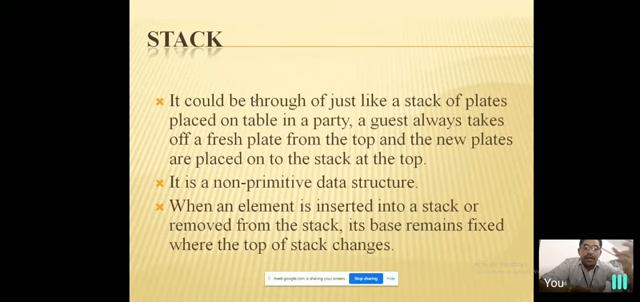 STACK
It could be through of just like a stack of plates
placed on table in a party, a guest always takes
off a fresh plate from the top and the new plates
are placed on to the stack at the top.
It is a non-primitive data structure.
When an element is inserted into a stack or
removed from the stack, its base remains fixed
where the top of stack changes.
meet.google.com is sharing your screen.
Stop sharing
Hide
You